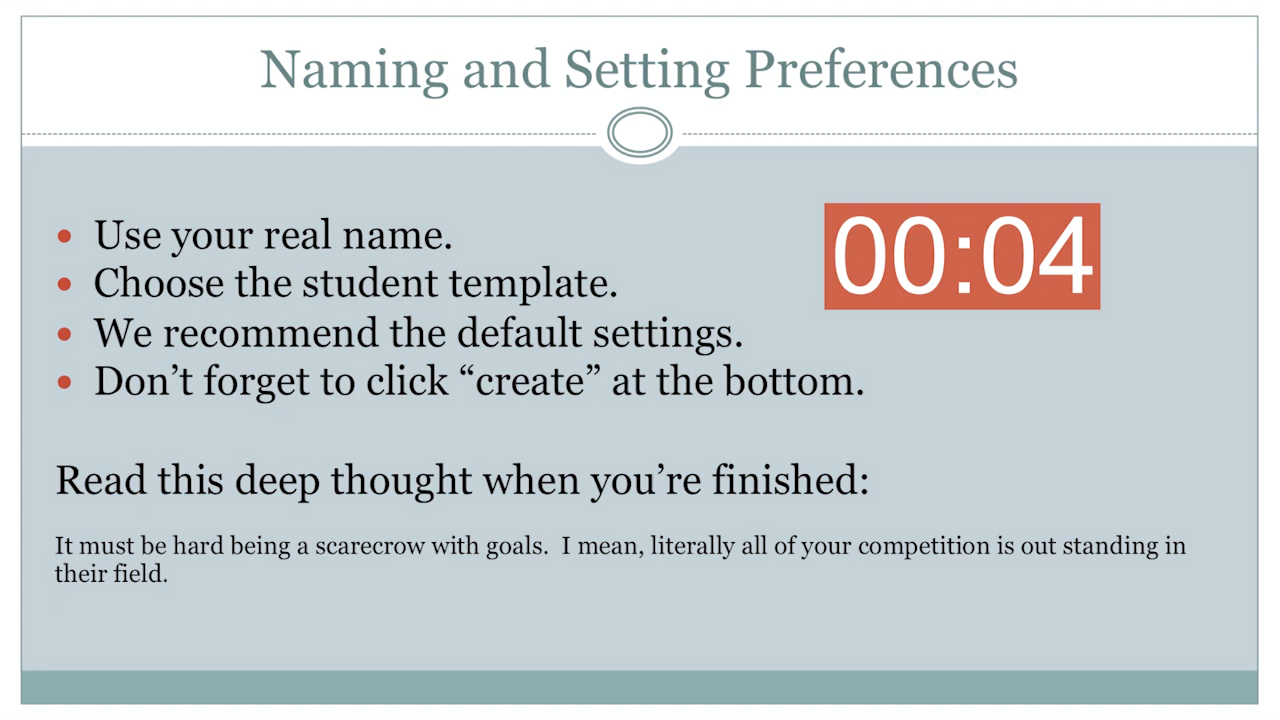 Naming and Setting Preferences
Use your real name.
Choose the student template.
We recommend the default settings.
Don’t forget to click “create” at the bottom.
00:04
Read this deep thought when you’re finished:
It must be hard being a scarecrow with goals.  I mean, literally all of your competition is out standing in
their field.